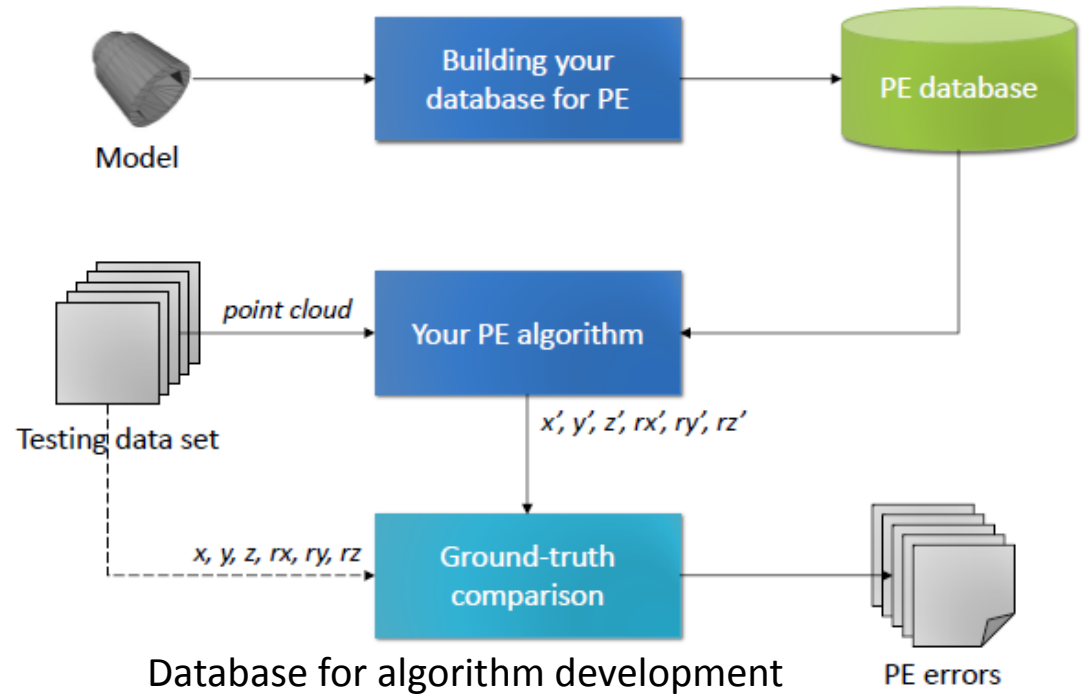 Building your
database for PE
PE database
Model
point cloud
Your PE algorithm
Testing data set
x’, y’, z’, rx’, ry’, rz’
x, y, z, rx, ry, rz
Ground-truth
comparison
Database for algorithm development
PE errors